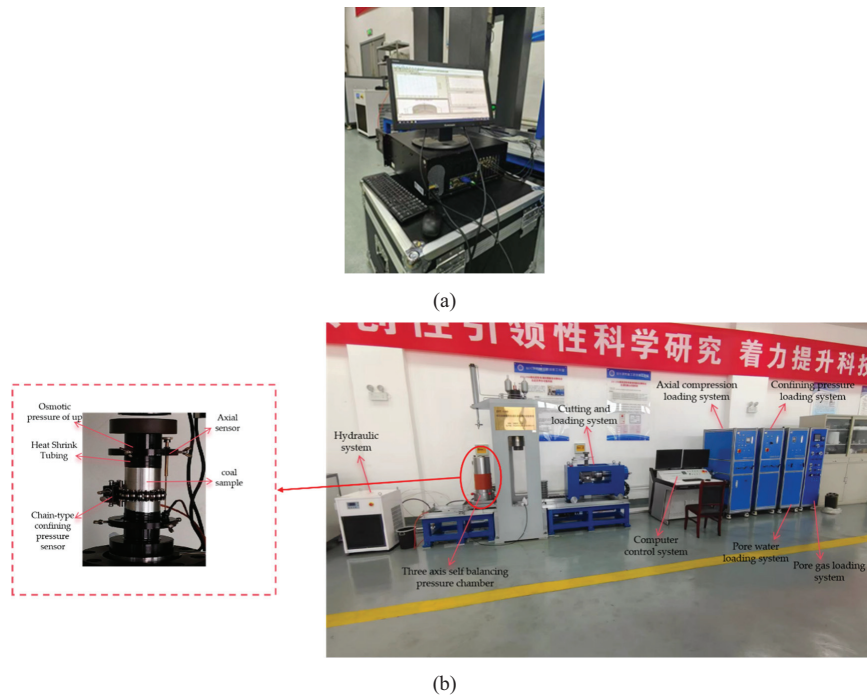 (a)
创性引领性科学研究 着力提升科技
Osmotic
pressure of up
Axial
sensor
Heat Shrink
Tubing
coal
sample
Chain-type
confining
pressure
sensor
Hydraulic
system
Cutting and
loading system
Axial compression
loading system
Confining pressure
loading system
Three axis self balancing
pressure chamber
Computer
control system
Pore water
loading system
Pore gas loading
system
(b)